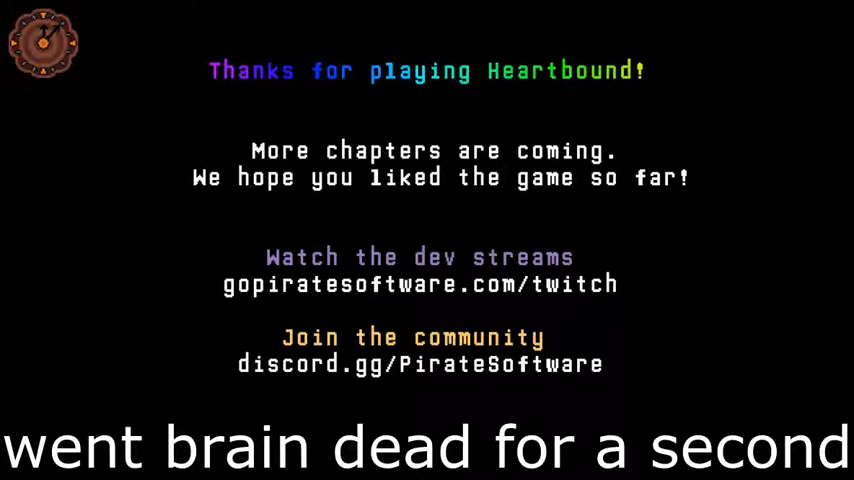 Thanks for playing Heartbound!
More chapters are coming.
We hope you liked the game so far!
Watch the dev streams
gopiratesoftware.com/twitch
Join the community
discord.gg/PirateSoftware
went brain dead for a second